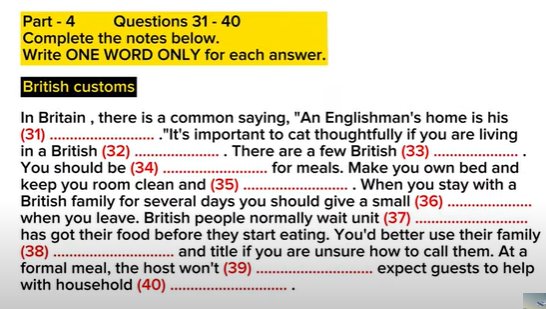 Part - 4 Questions 31 - 40
Complete the notes below.
Write ONE WORD ONLY for each answer.
British customs
In Britain , there is a common saying, "An Englishman's home is his
(31) .......................... ."It's important to cat thoughtfully if you are living
in a British (32) ..................... . There are a few British (33) ..................... .
You should be (34) .......................... for meals. Make you own bed and
keep you room clean and (35) .......................... . When you stay with a
British family for several days you should give a small (36) .....................
when you leave. British people normally wait unit (37) ............................
has got their food before they start eating. You'd better use their family
(38) .............................. and title if you are unsure how to call them. At a
formal meal, the host won't (39) ............................. expect guests to help
with household (40) ............................. .